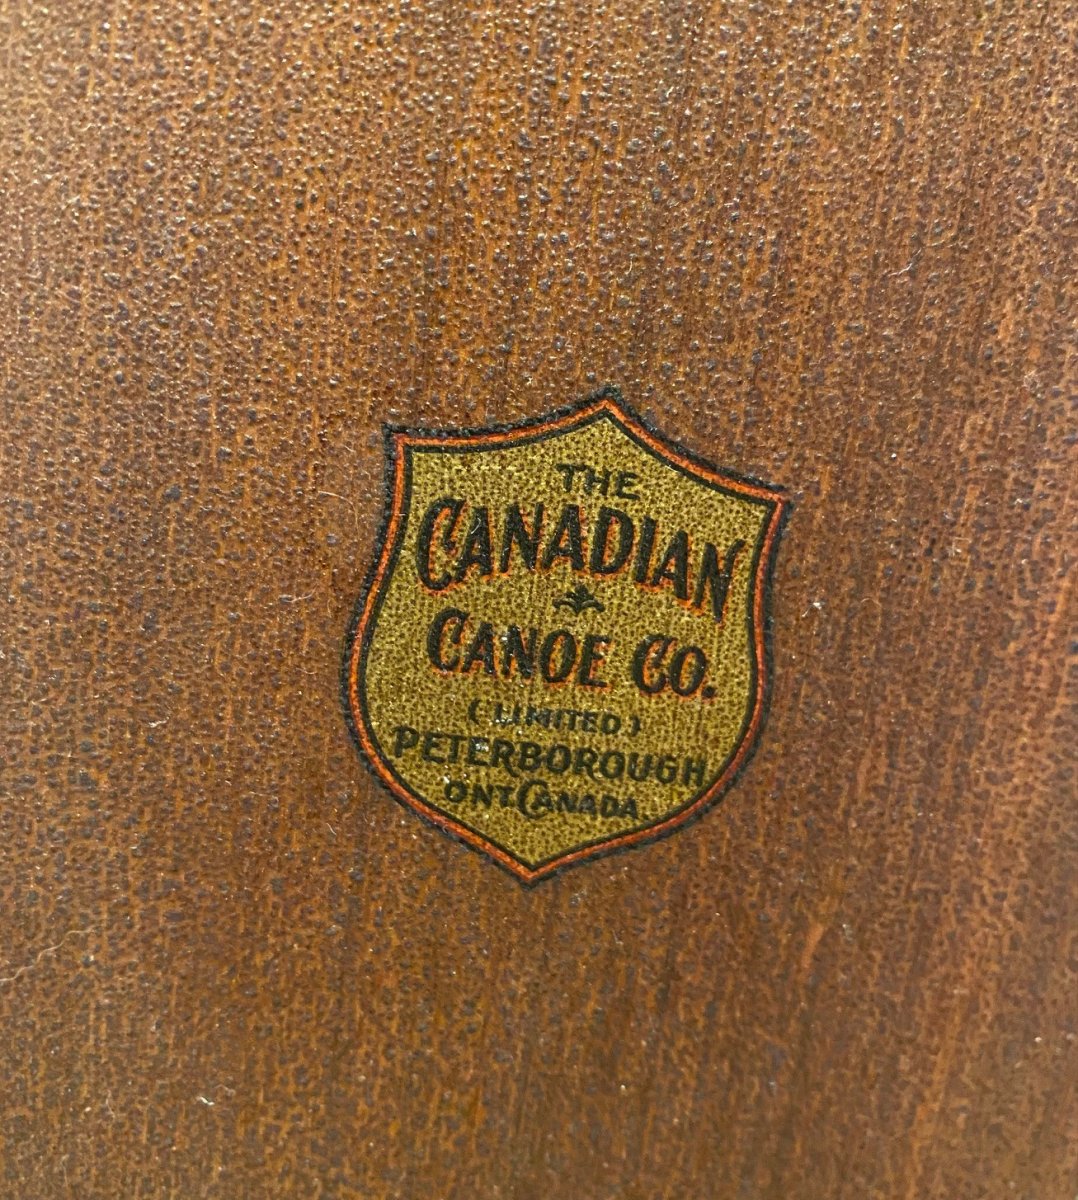 THE
CANADIAN
CANOE CO.
(LIMITED)
PETERBOROUGH
ONT. CANADA